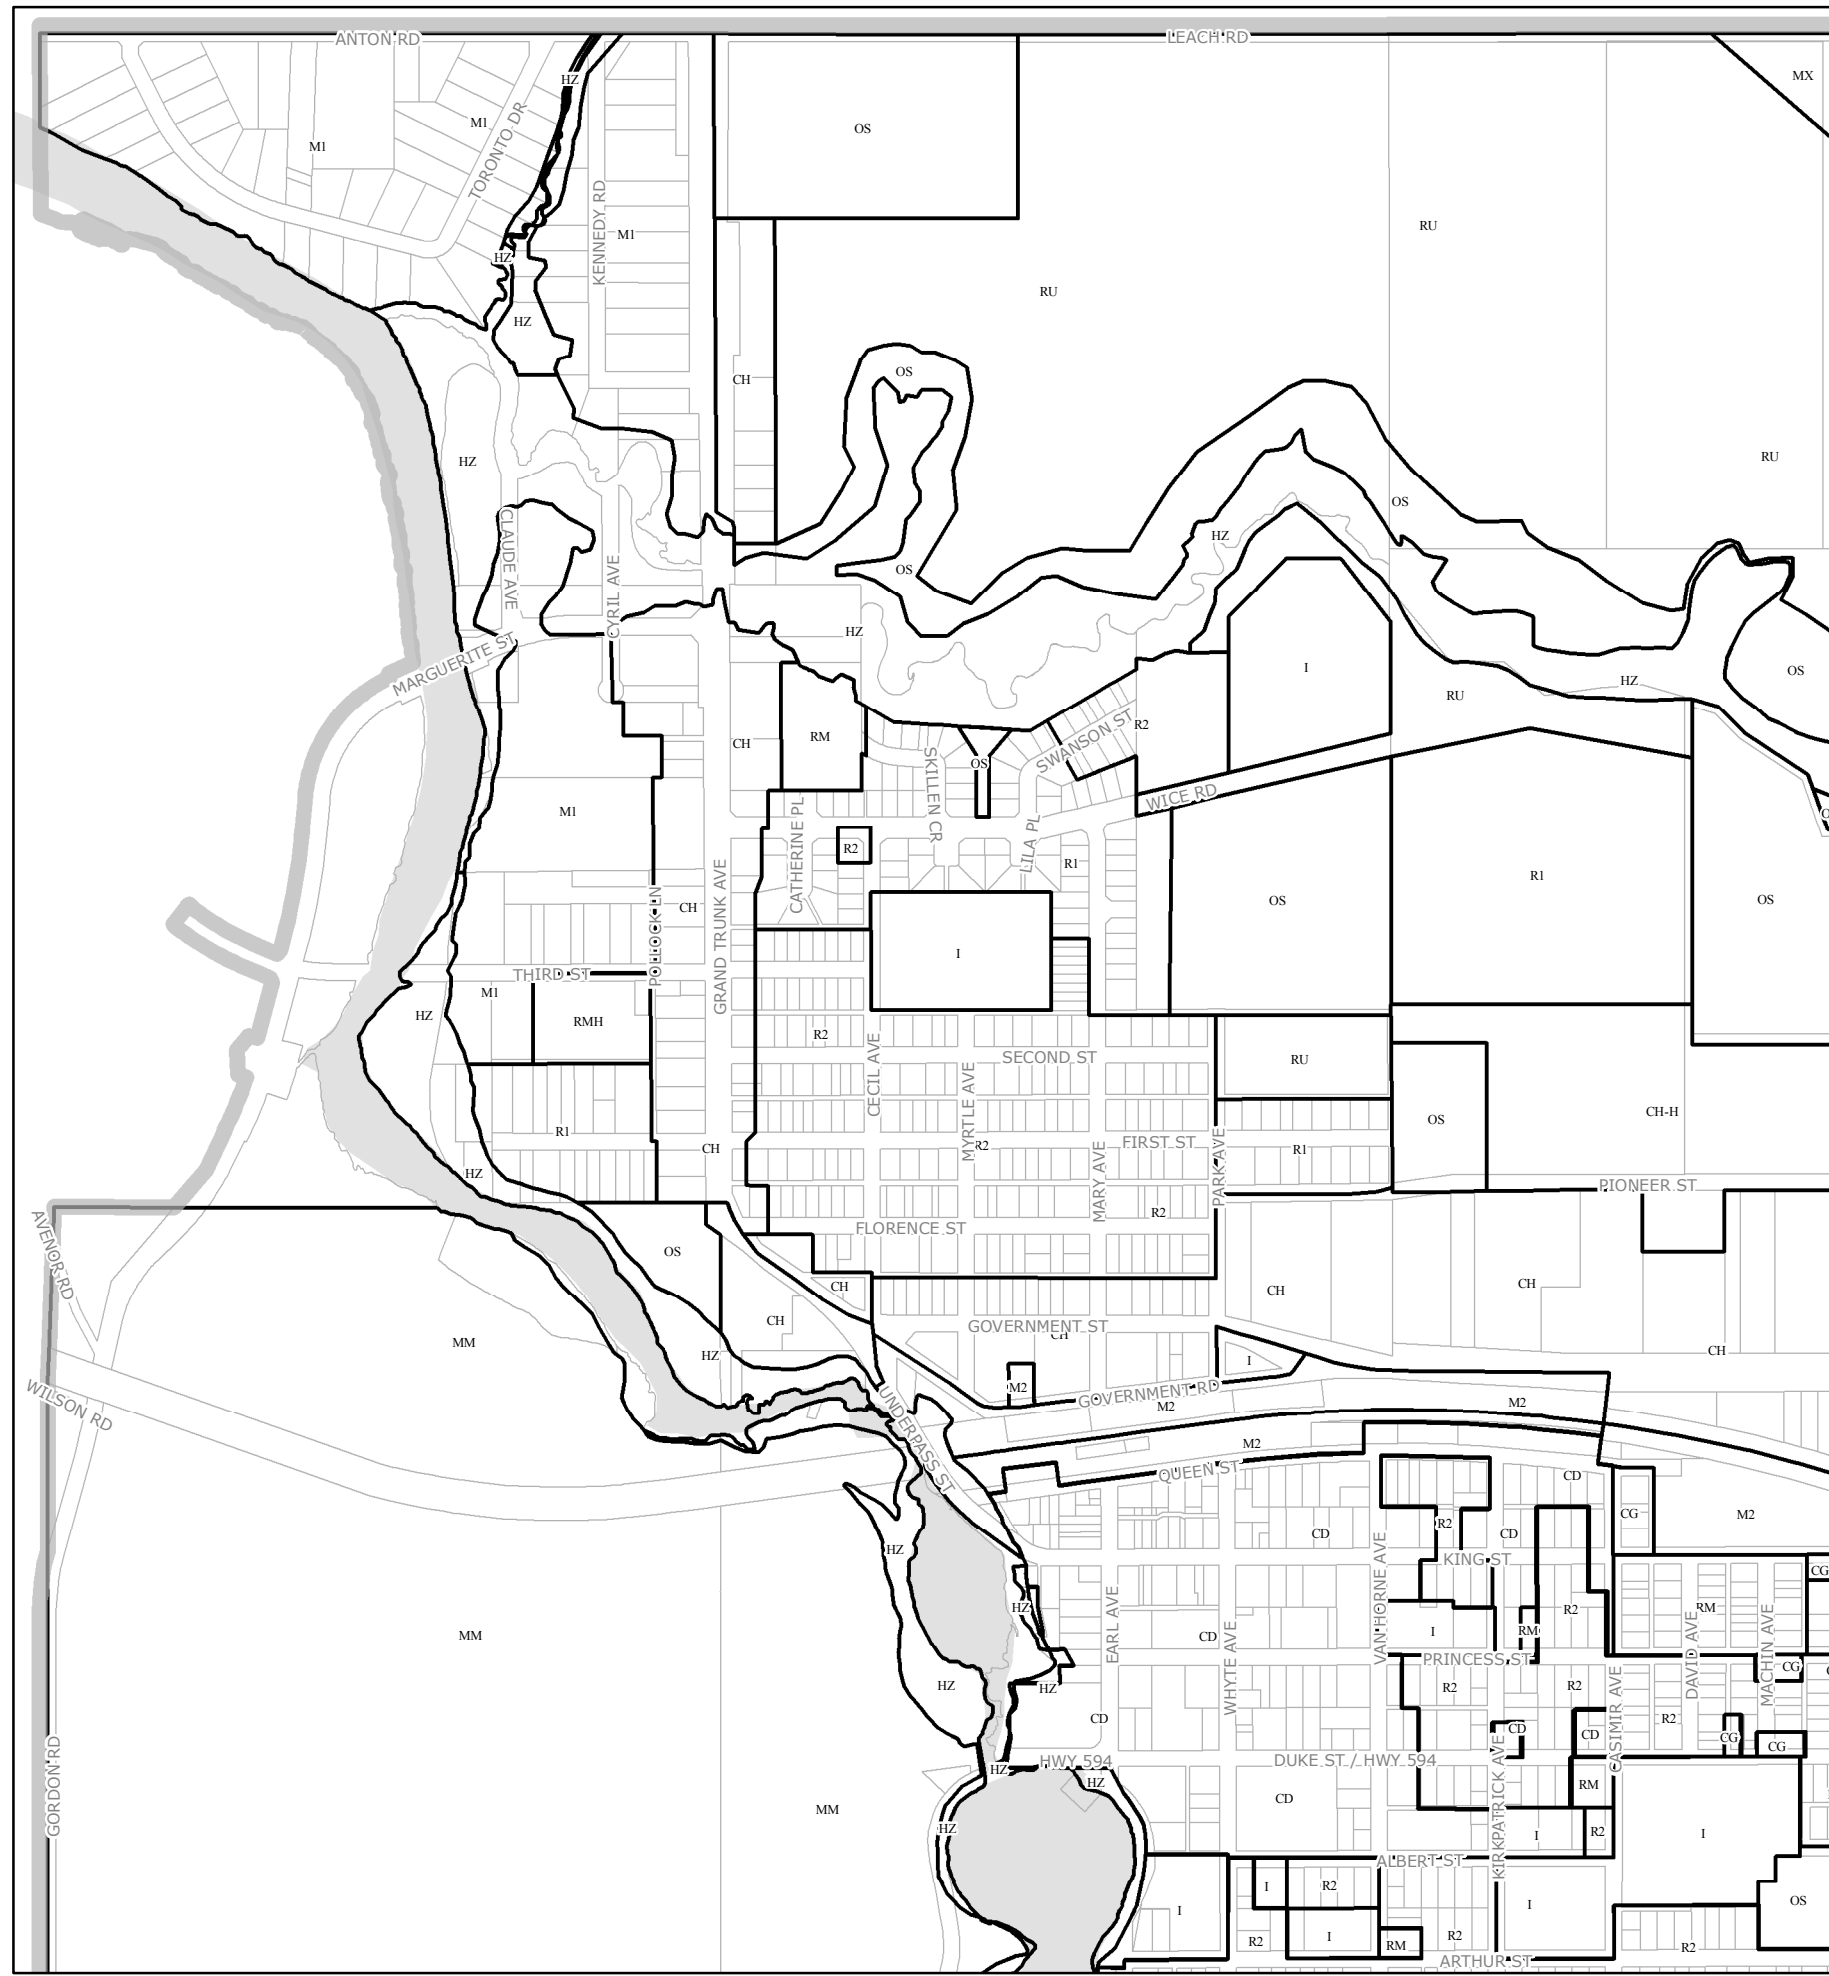 ANTON RD
LEACH RD
MX
HZ
M1
M1
TORONTO DR
OS
KENNEDY RD
M1
RU
HZ
RU
HZ
CH
OS
RU
HZ
OS
HZ
CLAUDE AVE
CYRIL AVE
OS
HZ
MARGUERITE ST
I
RU
HZ
OS
CH
RM
R2
SWANSON ST
SKILLEN CR
OS
WICE RD
M1
CATHERINE PL
LILA PL
R2
R1
R1
GRAND TRUNK AVE
POLLOCK LN
CH
OS
OS
I
THIRD ST
M1
RMH
HZ
R2
CECIL AVE
SECOND ST
RU
MYRTLE AVE
OS
CH-H
R1
CH
R2
FIRST ST
MARY AVE
PARK AVE
R1
HZ
PIONEER ST
R2
FLORENCE ST
AVENOR RD
OS
CH
CH
CH
CH
GOVERNMENT ST
CH
MM
HZ
CH
I
M2
GOVERNMENT RD
M2
M2
WILSON RD
UNDERPASS ST
M2
QUEEN ST
CD
CG
M2
R2
CD
CD
HZ
VAN HORNE AVE
KING ST
CG
EARL AVE
HZ
R2
RM
MM
WHYTE AVE
CD
I
RM
DAVID AVE
MACHIN AVE
PRINCESS ST
CG
HZ
HZ
R2
R2
CASIMIR AVE
CD
R2
CD
CD
CG
CG
GORDON RD
HWY 594
DUKE ST / HWY 594
KIRKPATRICK AVE
HZ
HZ
RM
MM
CD
HZ
I
R2
I
ALBERT ST
I
R2
I
I
OS
R2
I
RM
R2
R2
ARTHUR ST